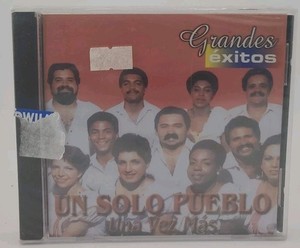 Grandes
éxitos
UN SOLO PUEBLO
Una Vez Más